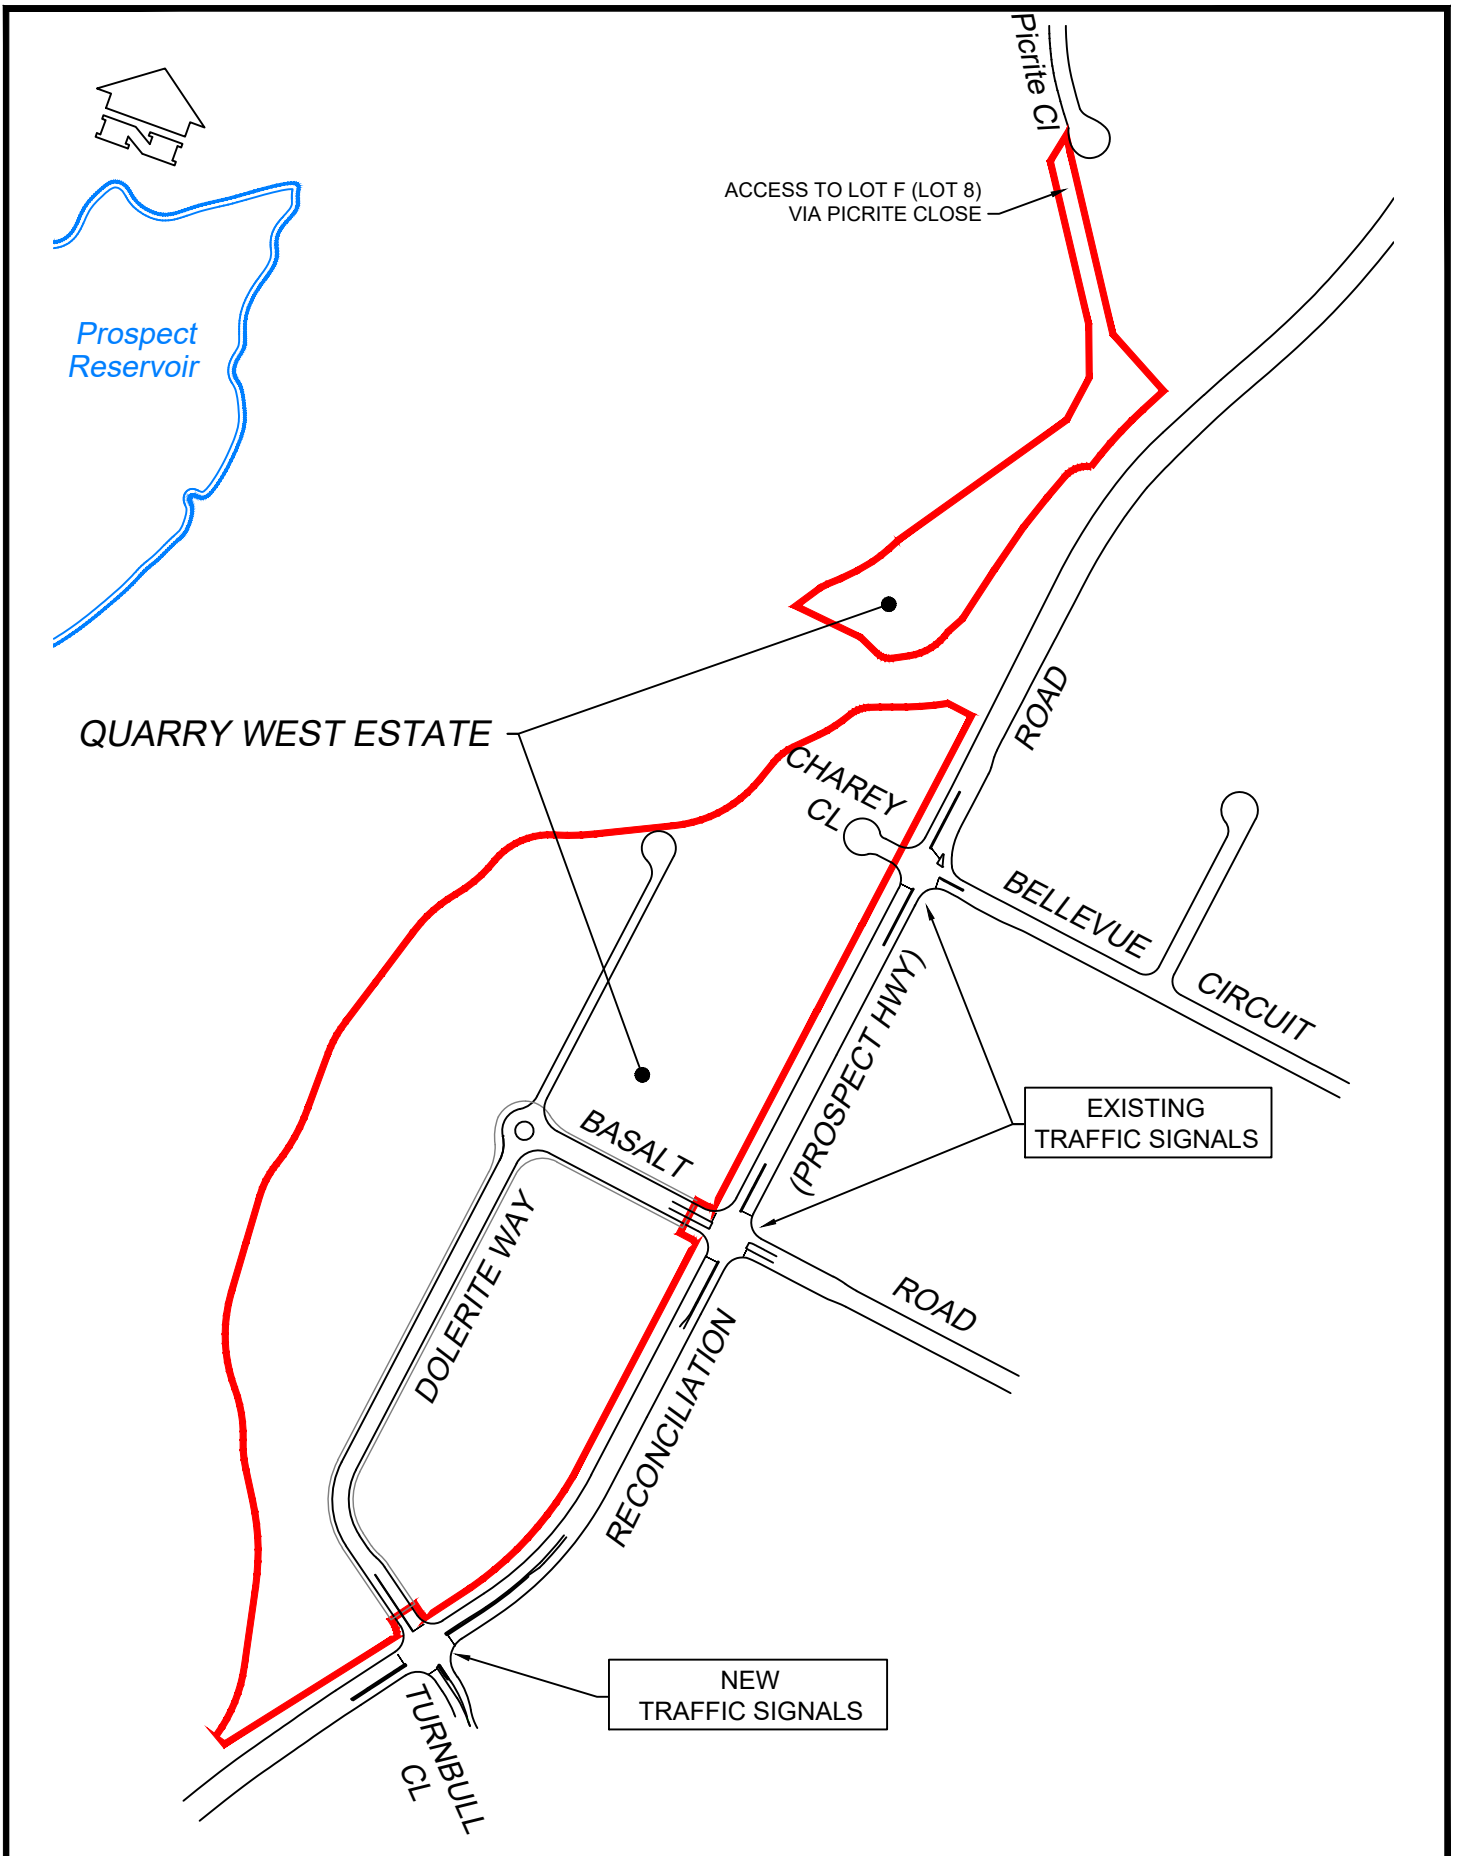 Picrite Cl
N
ACCESS TO LOT F (LOT 8)
VIA PICRITE CLOSE
Prospect
Reservoir
QUARRY WEST ESTATE
ROAD
CHAREY
CL
BELLEVUE
CIRCUIT
(PROSPECT HWY)
EXISTING
TRAFFIC SIGNALS
BASALT
DOLERITE WAY
ROAD
RECONCILIATION
NEW
TRAFFIC SIGNALS
TURNBULL
CL